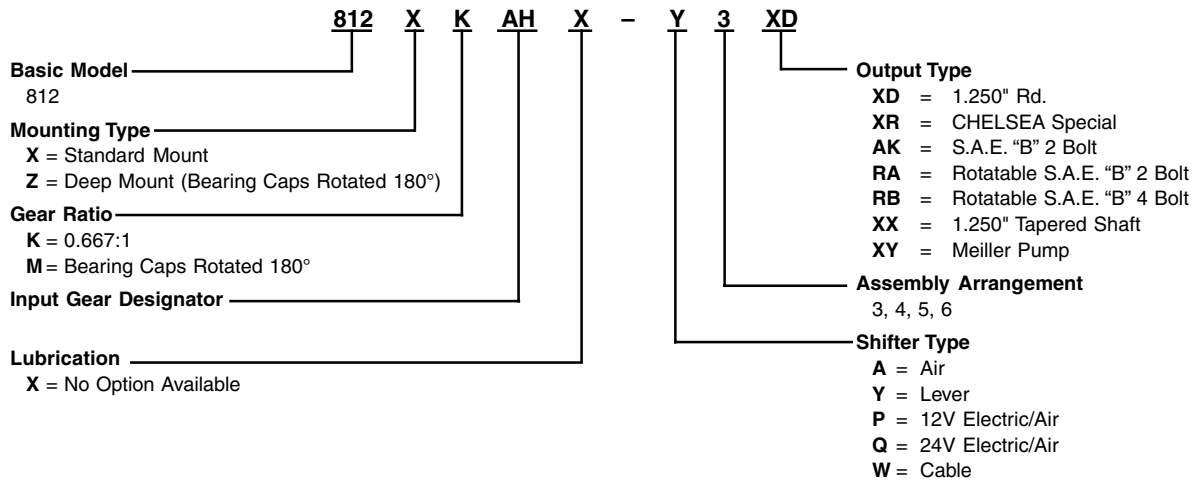 812 X K AH X – Y 3 XD
Basic Model
812
Mounting Type
X = Standard Mount
Z = Deep Mount (Bearing Caps Rotated 180°)
Gear Ratio
K = 0.667:1
M = Bearing Caps Rotated 180°
Input Gear Designator
Lubrication
X = No Option Available
Output Type
XD = 1.250" Rd.
XR = CHELSEA Special
AK = S.A.E. “B” 2 Bolt
RA = Rotatable S.A.E. “B” 2 Bolt
RB = Rotatable S.A.E. “B” 4 Bolt
XX = 1.250" Tapered Shaft
XY = Meiller Pump
Assembly Arrangement
3, 4, 5, 6
Shifter Type
A = Air
Y = Lever
P = 12V Electric/Air
Q = 24V Electric/Air
W = Cable